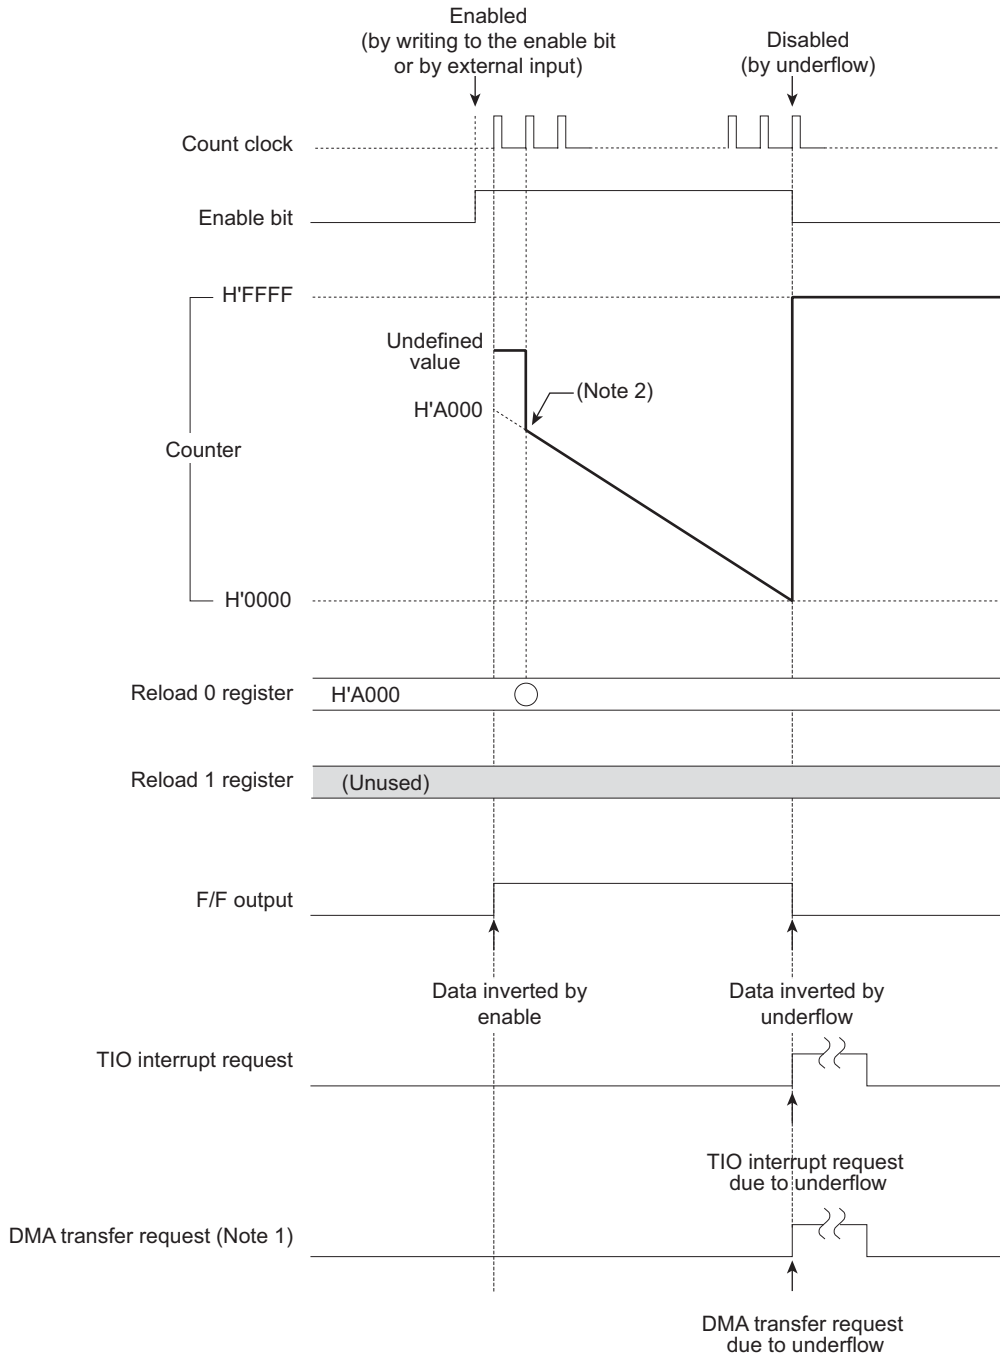 Enabled
(by writing to the enable bit
or by external input)
Disabled
(by underflow)
Count clock
Enable bit
H'FFFF
Undefined
value
(Note 2)
H'A000
Counter
H'0000
Reload 0 register
H'A000
Reload 1 register
(Unused)
F/F output
Data inverted by
enable
Data inverted by
underflow
TIO interrupt request
TIO interrupt request
due to underflow
DMA transfer request (Note 1)
DMA transfer request
due to underflow